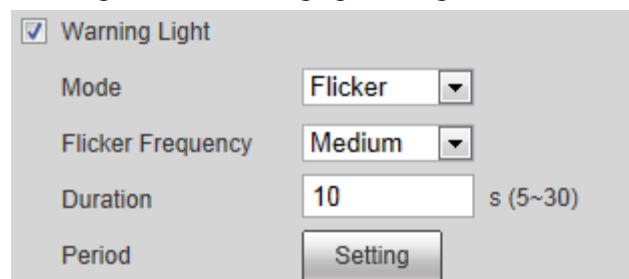 Warning Light
Mode Flicker
Flicker Frequency Medium
Duration 10 s (5~30)
Period Setting